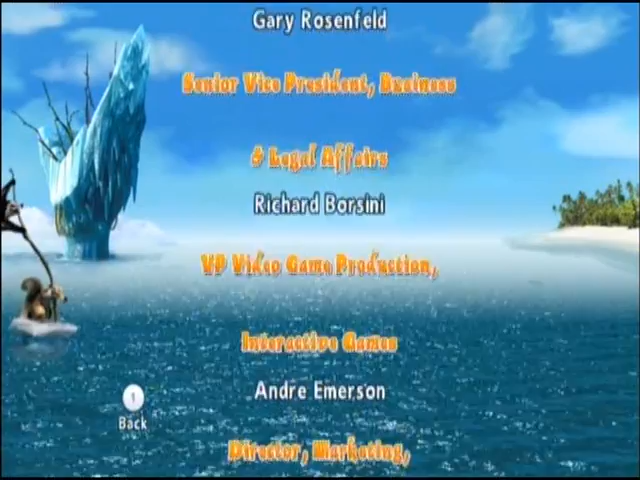 Gary Rosenfeld
Senior Vice President, Business
& Legal Affairs
Richard Borsini
VP Video Game Production,
Interactive Games
Andre Emerson
1
Back
Director, Marketing,